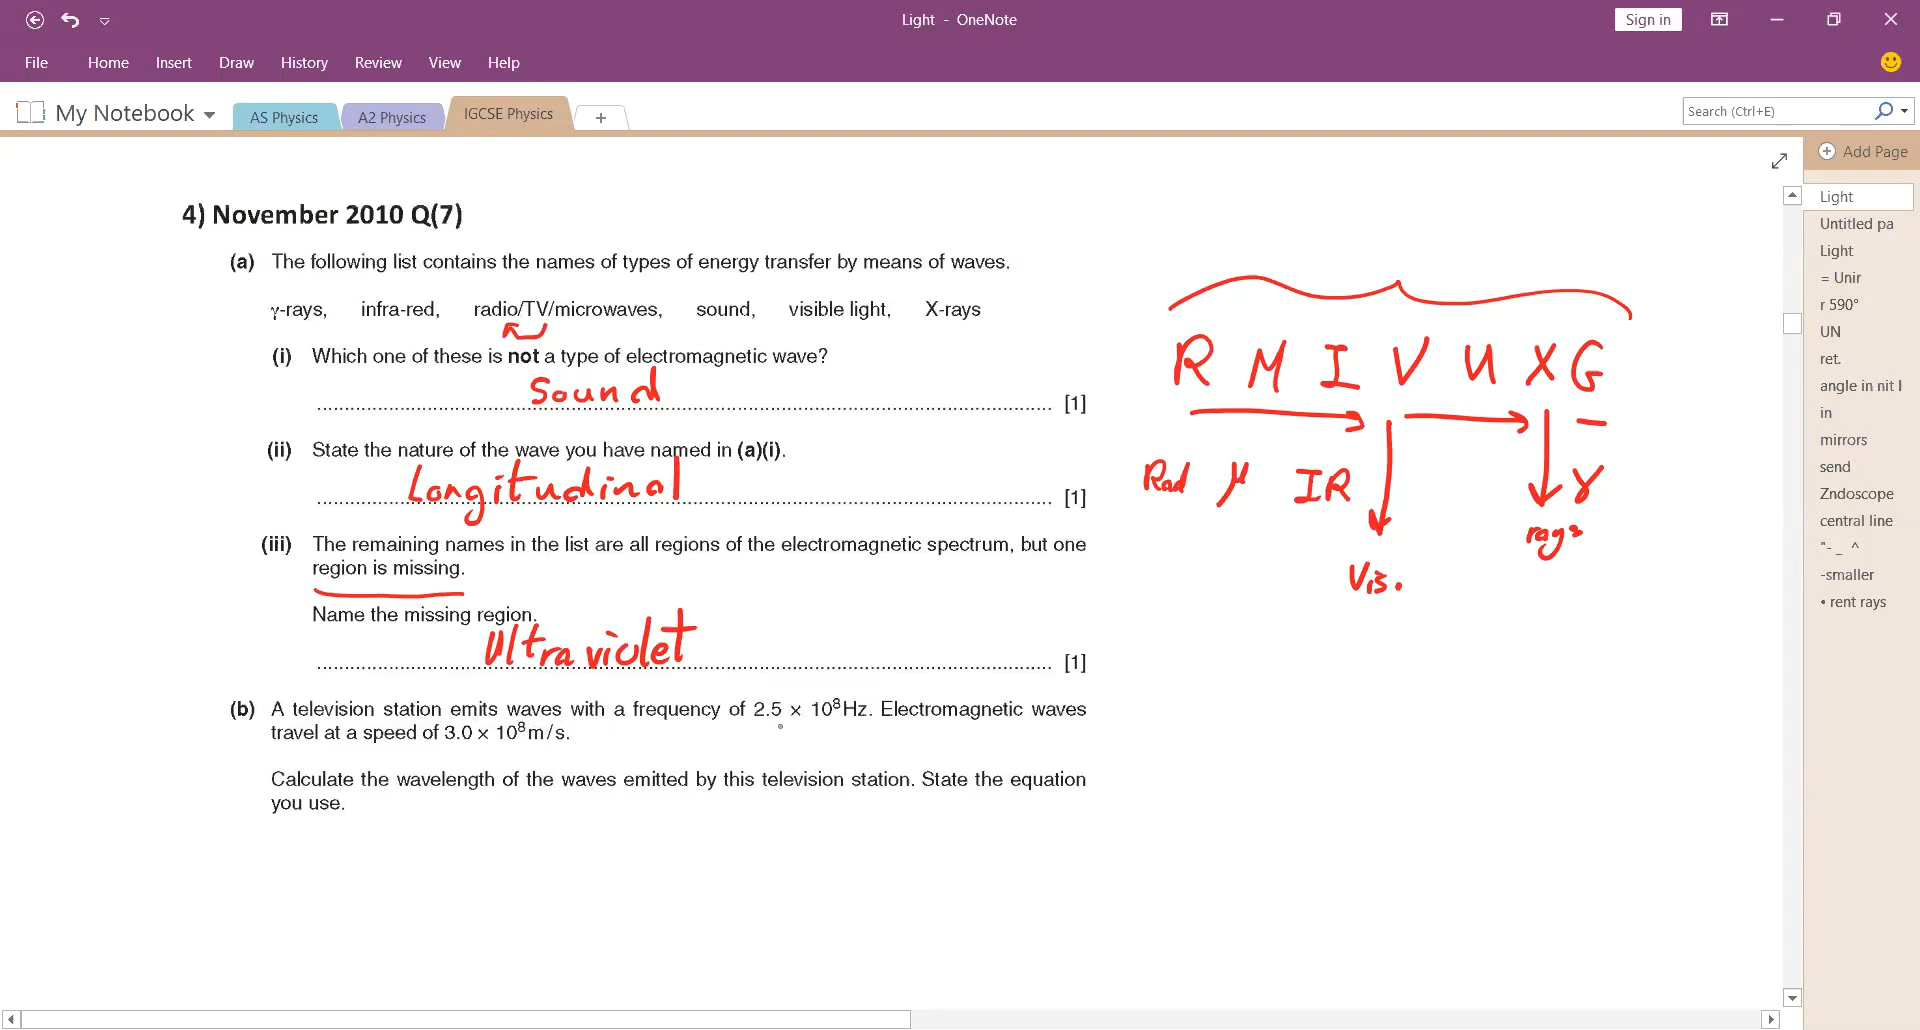 Light - OneNote
Sign in
File Home Insert Draw History Review View Help
My Notebook
AS Physics A2 Physics IGCSE Physics +
Search (Ctrl+E)
Add Page
Light
Untitled pa
Light
= Unir
r 590°
UN
ret.
angle in nit l
in
mirrors
send
Zndoscope
central line
"- _ ^
-smaller
• rent rays
4) November 2010 Q(7)
(a) The following list contains the names of types of energy transfer by means of waves.
γ-rays, infra-red, radio/TV/microwaves, sound, visible light, X-rays
(i) Which one of these is not a type of electromagnetic wave?
Sound
[1]
(ii) State the nature of the wave you have named in (a)(i).
Longitudinal
[1]
(iii) The remaining names in the list are all regions of the electromagnetic spectrum, but one
region is missing.
Name the missing region.
Ultraviolet
[1]
(b) A television station emits waves with a frequency of 2.5 × 10⁸ Hz. Electromagnetic waves
travel at a speed of 3.0 × 10⁸ m/s.
Calculate the wavelength of the waves emitted by this television station. State the equation
you use.
R M I V U X G
Rad μ IR γ
rays
Vis.